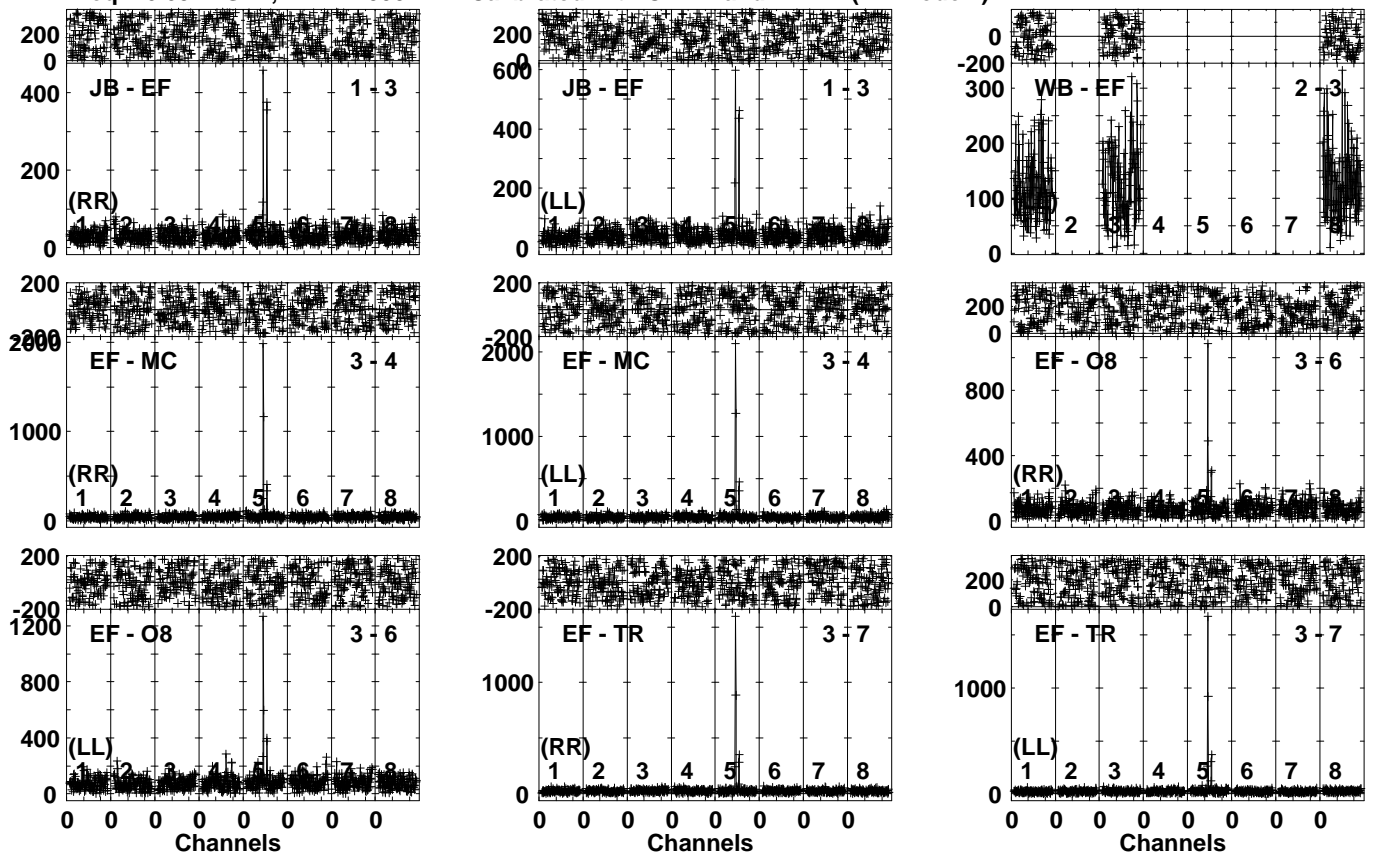 200 200 0
0 0 -200
JB - EF 1 - 3 JB - EF 1 - 3 WB - EF 2 - 3
400 600 300
200 400 200
200 100
0 0 0
(RR) (LL)
1 2 3 4 5 6 7 8 1 2 3 4 5 6 7 8 2 3 4 5 6 7 8
200 200 200
-200 -200 0
EF - MC 3 - 4 EF - MC 3 - 4 EF - O8 3 - 6
2000 2000 800
1000 1000 400
0 0 0
(RR) (LL) (RR)
1 2 3 4 5 6 7 8 1 2 3 4 5 6 7 8 1 2 3 4 5 6 7 8
200 200 200
-200 -200 0
EF - O8 3 - 6 EF - TR 3 - 7 EF - TR 3 - 7
1200 1000 1000
800
400
0 0 0
(LL) (RR) (LL)
1 2 3 4 5 6 7 8 1 2 3 4 5 6 7 8 1 2 3 4 5 6 7 8
0 0 0 0 0 0 0 0 0 0 0 0 0 0 0 0 0 0 0 0 0 0 0 0
Channels Channels Channels